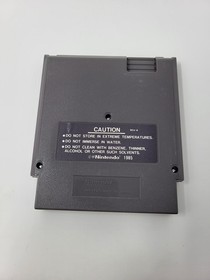 CAUTION
• DO NOT STORE IN EXTREME TEMPERATURES.
• DO NOT IMMERSE IN WATER.
• DO NOT CLEAN WITH BENZENE, THINNER,
ALCOHOL OR OTHER SUCH SOLVENTS.
©Nintendo 1985